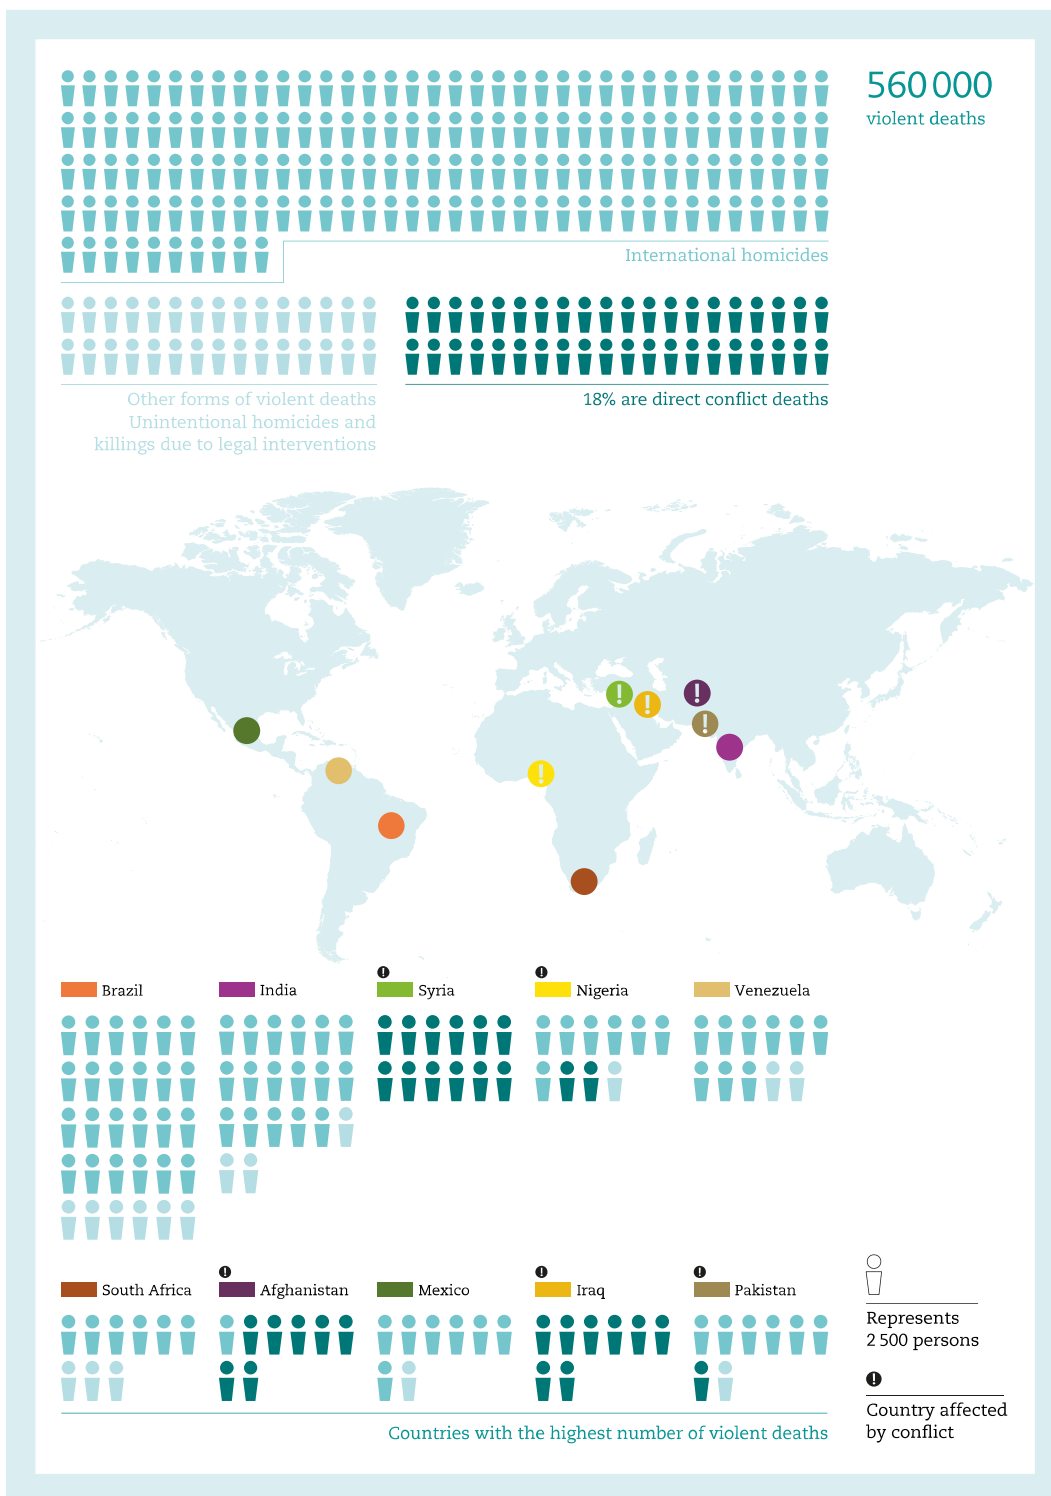 560 000
violent deaths
International homicides
Other forms of violent deaths
Unintentional homicides and
killings due to legal interventions
18% are direct conflict deaths
!
!
!
!
!
!
!
Brazil
India
Syria
Nigeria
Venezuela
!
!
!
South Africa
Afghanistan
Mexico
Iraq
Pakistan
Represents
2 500 persons
!
Country affected
by conflict
Countries with the highest number of violent deaths